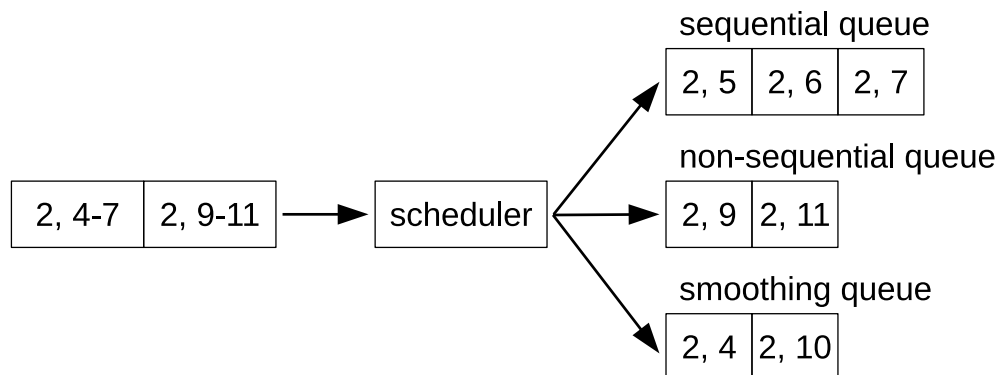 sequential queue
2, 5 2, 6 2, 7
non-sequential queue
2, 4-7 2, 9-11 scheduler 2, 9 2, 11
smoothing queue
2, 4 2, 10